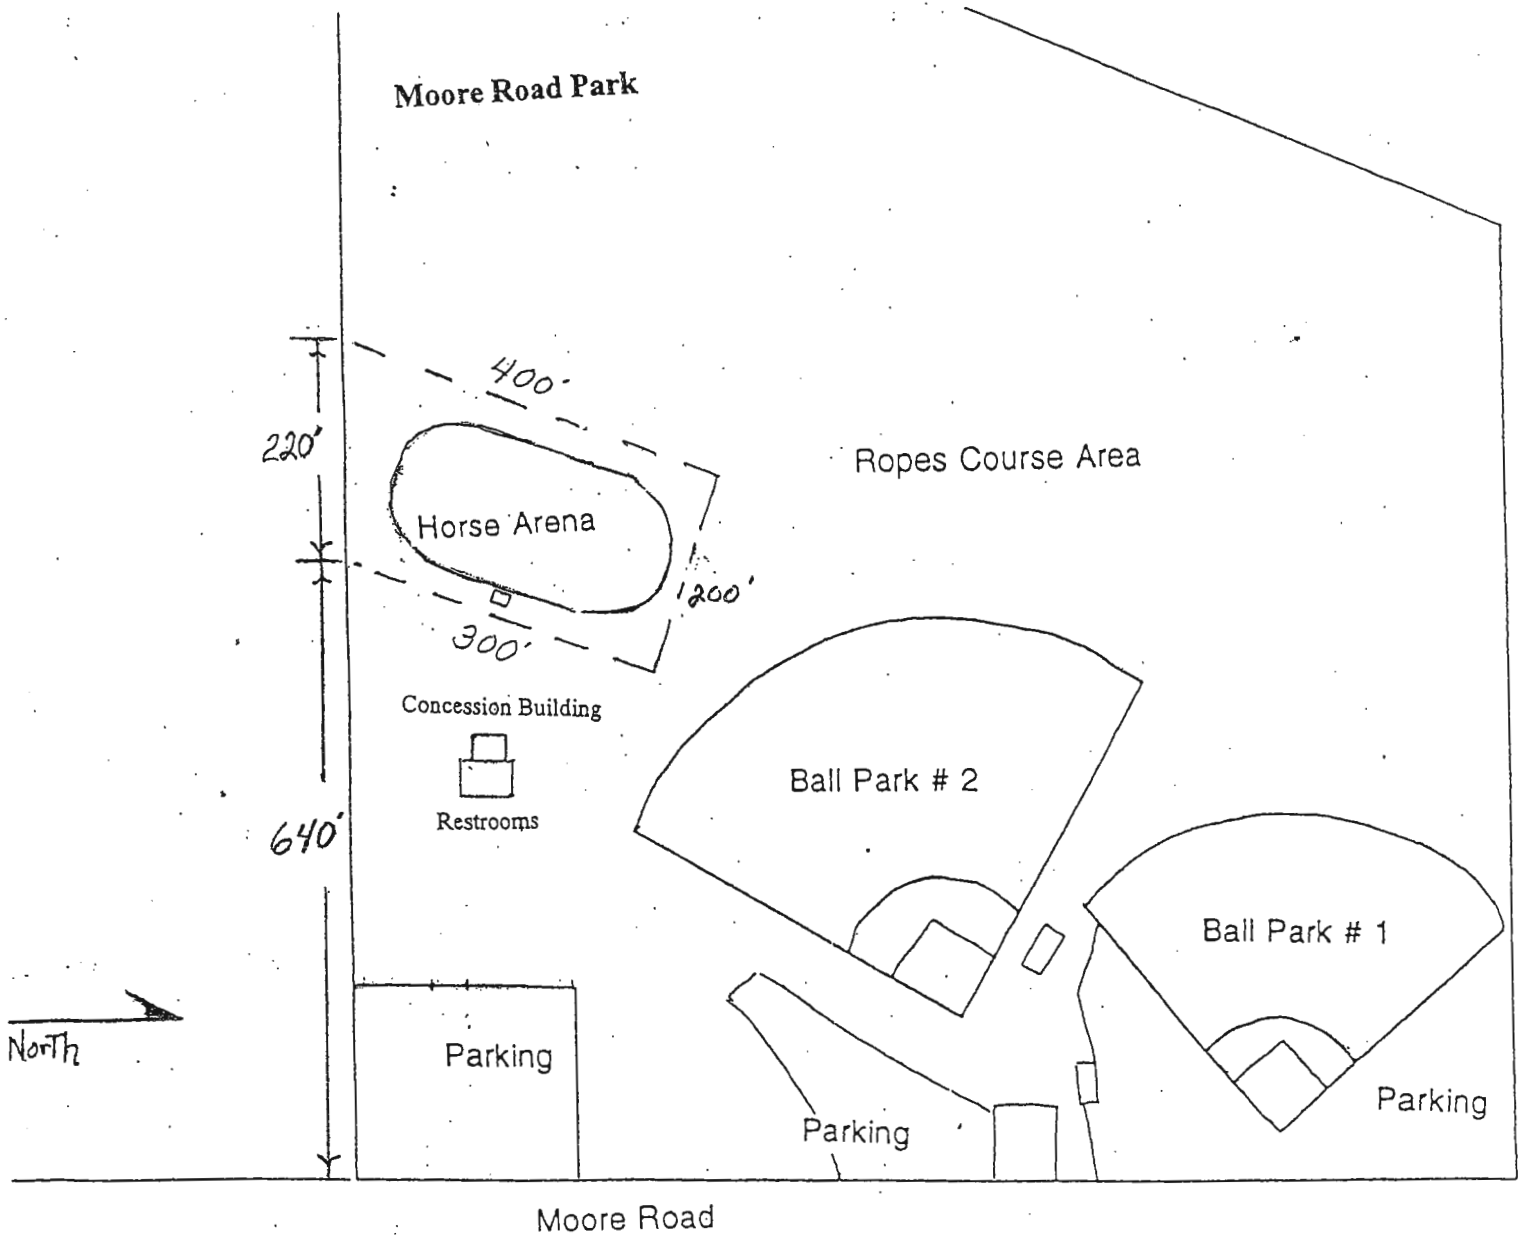 Moore Road Park
400'
220'
Ropes Course Area
Horse Arena
200'
300'
Concession Building
Ball Park # 2
Restrooms
640'
Ball Park # 1
North
Parking
Parking
Parking
Moore Road